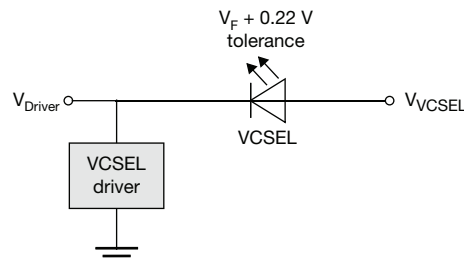 V_F + 0.22 V
tolerance
V_Driver
V_VCSEL
VCSEL
VCSEL
driver